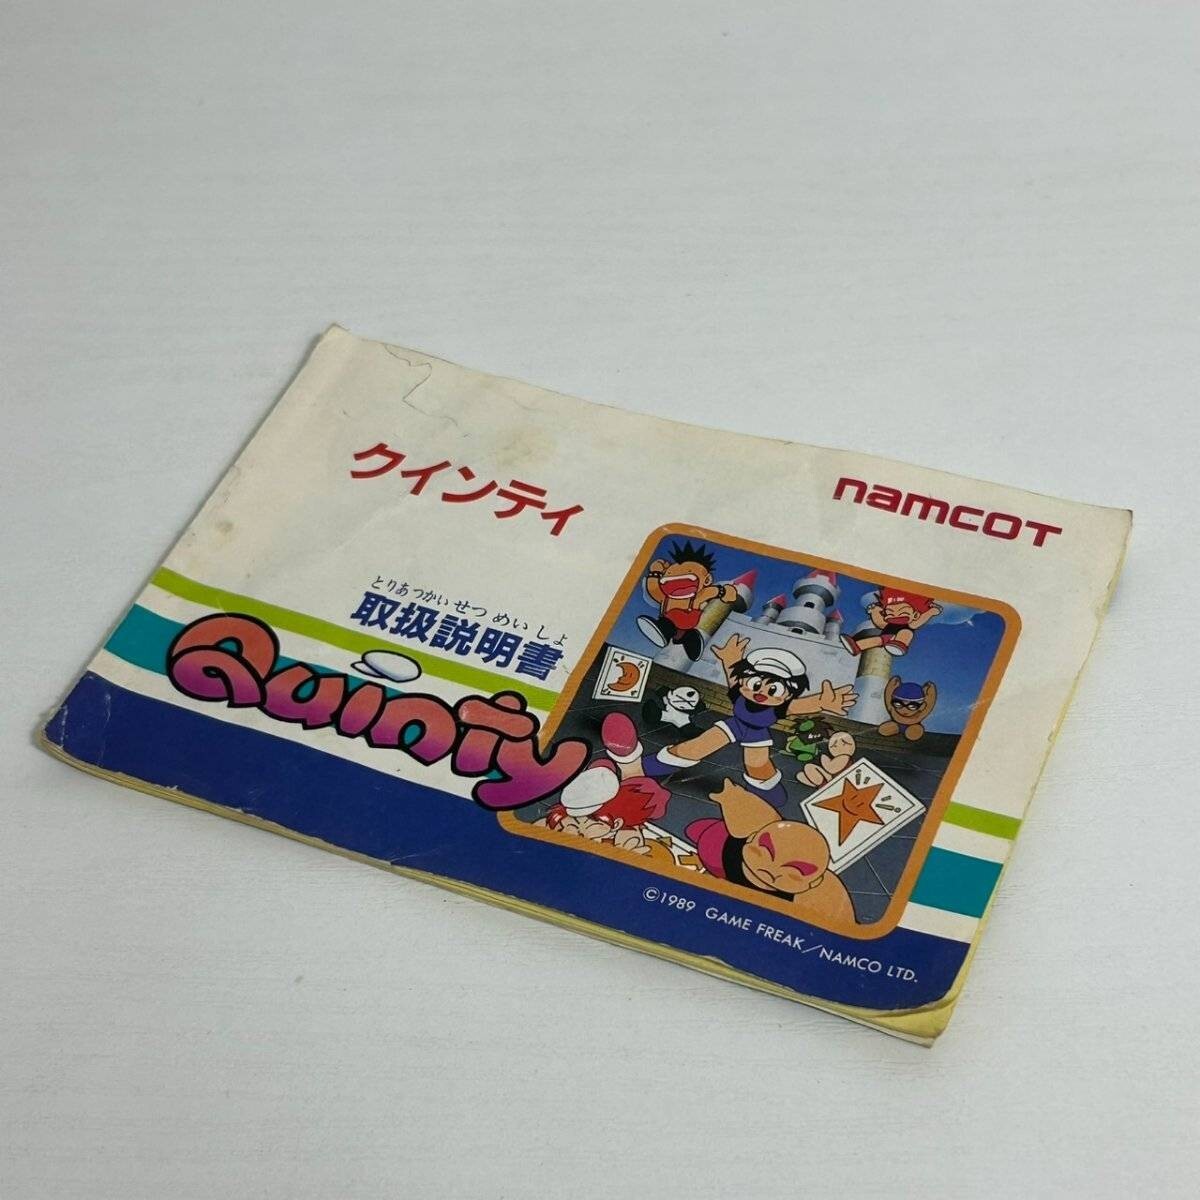 クインティ
namcoT
とりあつかいせつめいしょ
取扱説明書
Quinty
©1989 GAME FREAK/NAMCO LTD.